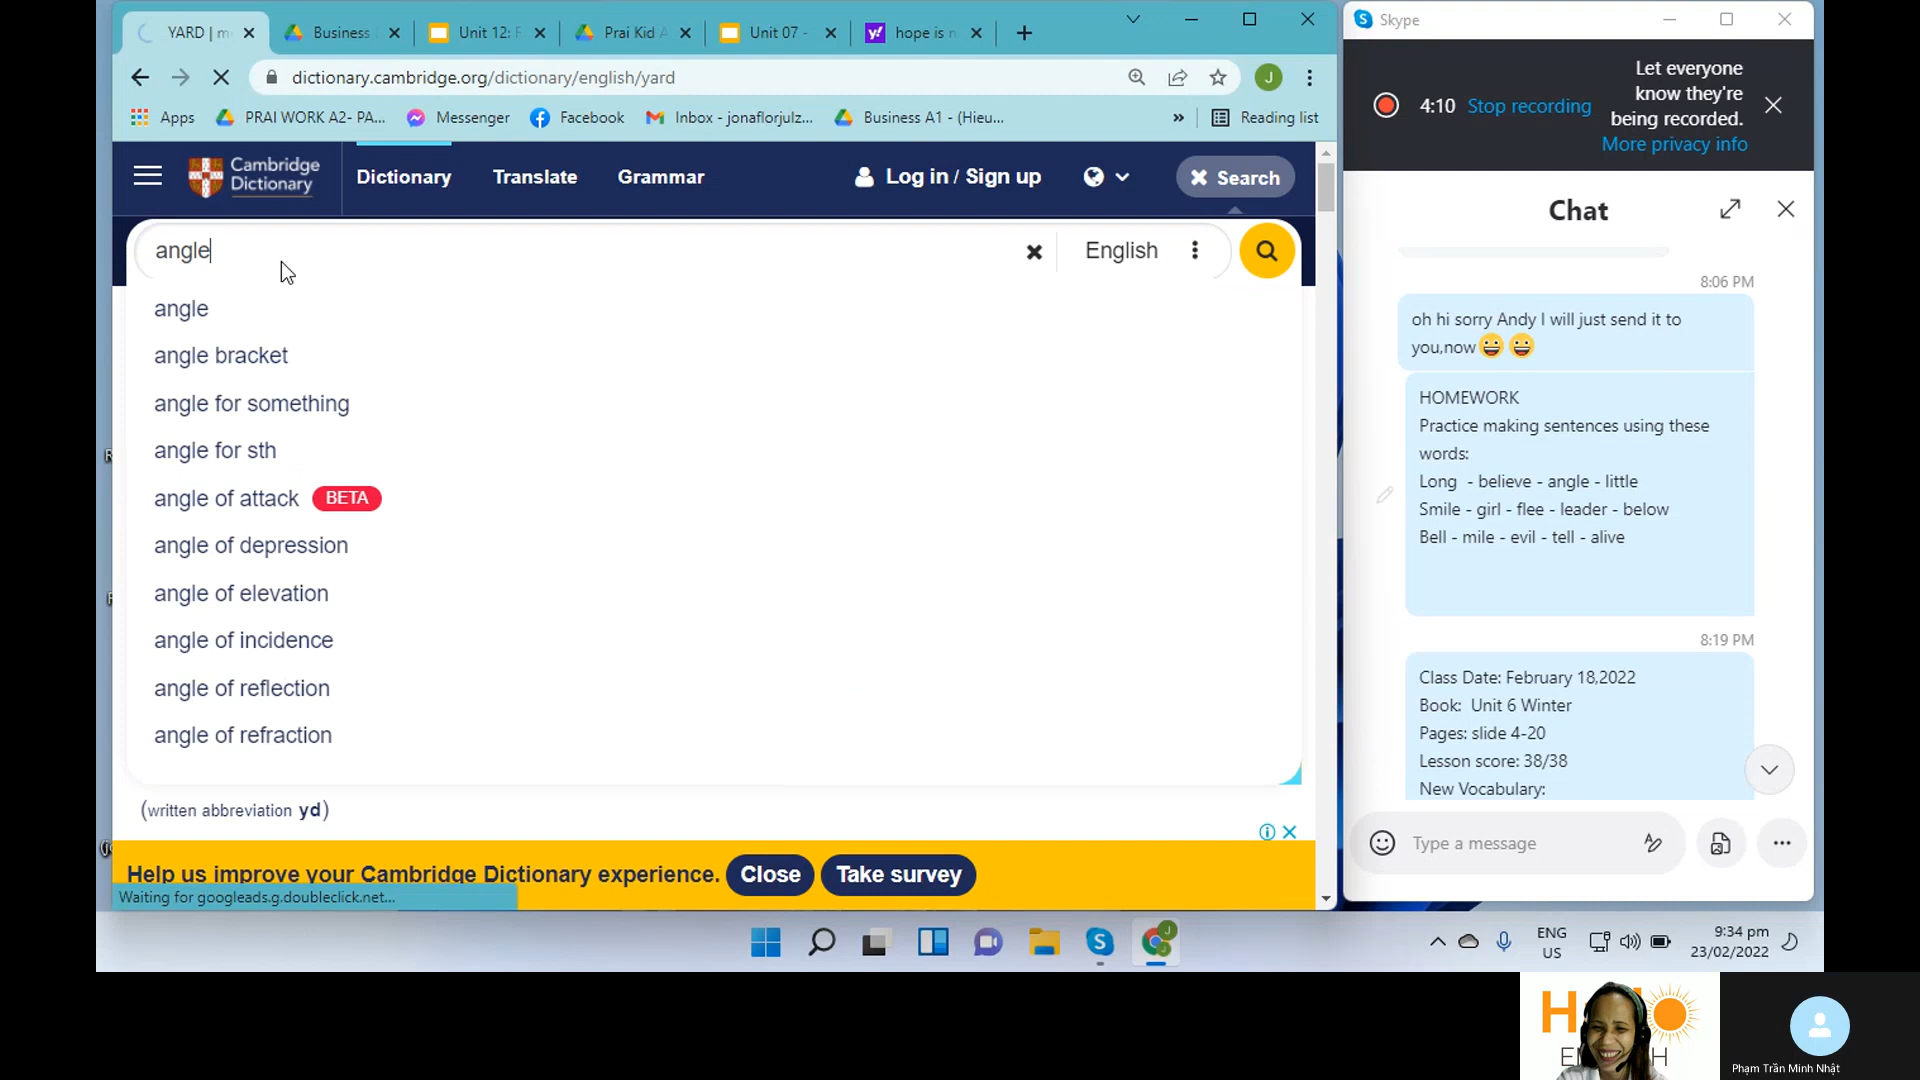 YARD | m
Business
Unit 12: F
Prai Kid A
Unit 07 -
hope is n
dictionary.cambridge.org/dictionary/english/yard
J
Apps
PRAI WORK A2- PA...
Messenger
Facebook
Inbox - jonaflorjulz...
Business A1 - (Hieu...
»
Reading list
Cambridge
Dictionary
Dictionary
Translate
Grammar
Log in / Sign up
Search
angle
English
angle
angle bracket
angle for something
angle for sth
angle of attack BETA
angle of depression
angle of elevation
angle of incidence
angle of reflection
angle of refraction
(written abbreviation yd)
Help us improve your Cambridge Dictionary experience.
Close
Take survey
Waiting for googleads.g.doubleclick.net...
Skype
4:10
Stop recording
Let everyone
know they're
being recorded.
More privacy info
Chat
8:06 PM
oh hi sorry Andy I will just send it to
you,now
HOMEWORK
Practice making sentences using these
words:
Long - believe - angle - little
Smile - girl - flee - leader - below
Bell - mile - evil - tell - alive
8:19 PM
Class Date: February 18,2022
Book: Unit 6 Winter
Pages: slide 4-20
Lesson score: 38/38
New Vocabulary:
Type a message
ENG
US
9:34 pm
23/02/2022
Phạm Trần Minh Nhật